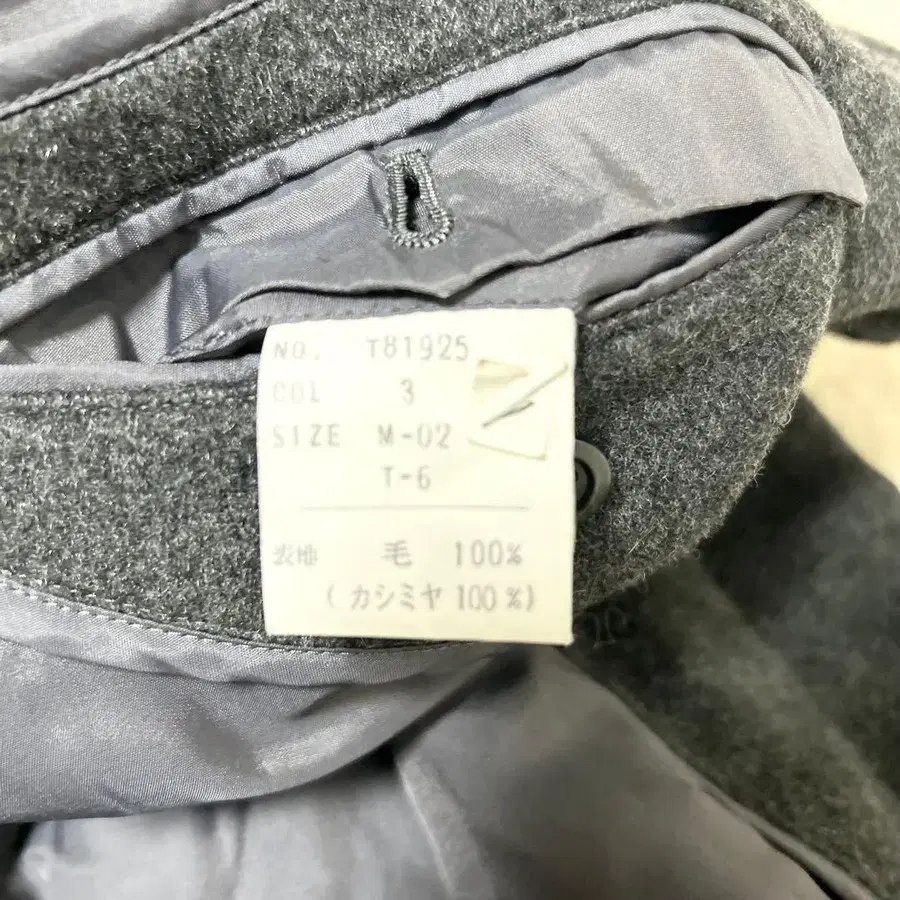 NO. T81925
COL 3
SIZE M-02
T-6
表地 毛 100%
(カシミヤ 100%)